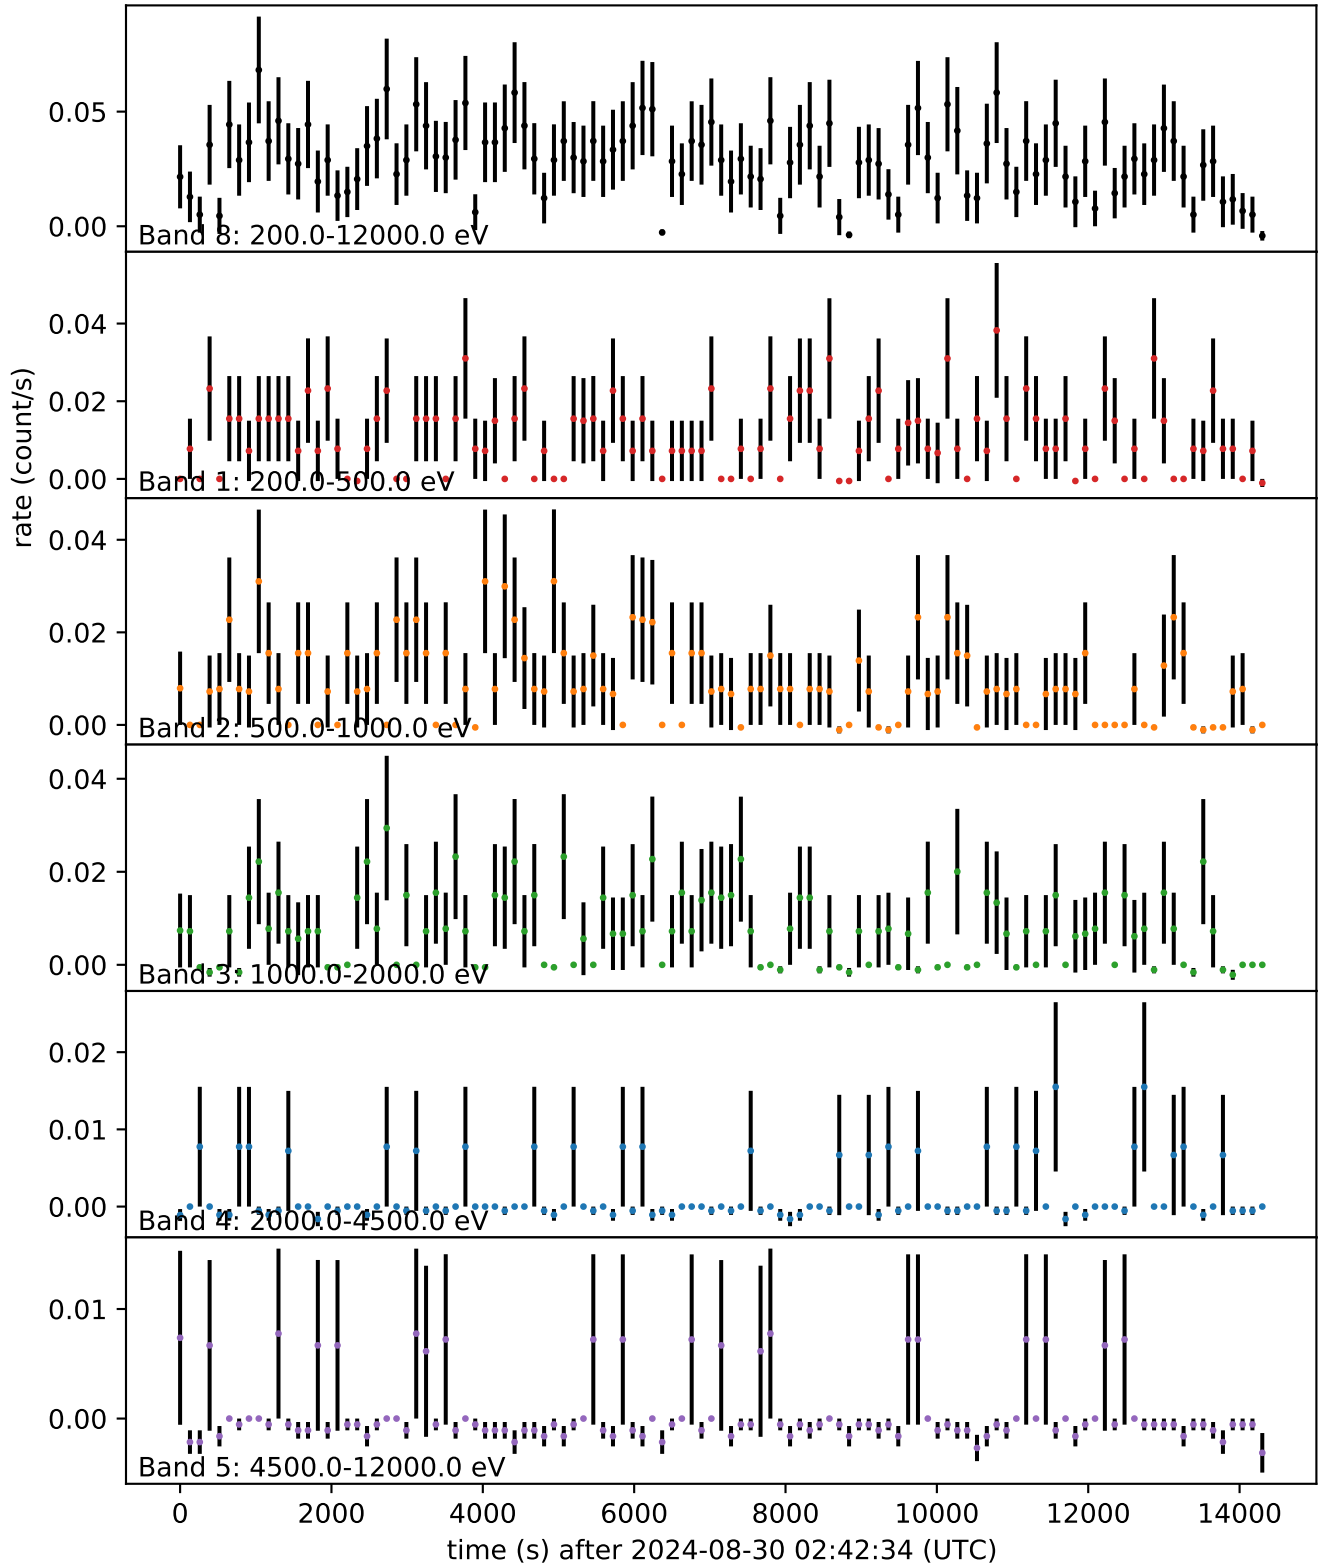 0.05
0.00
Band 8: 200.0-12000.0 eV
0.04
0.02
0.00
Band 1: 200.0-500.0 eV
rate (count/s)
0.04
0.02
0.00
Band 2: 500.0-1000.0 eV
0.04
0.02
0.00
Band 3: 1000.0-2000.0 eV
0.02
0.01
0.00
Band 4: 2000.0-4500.0 eV
0.01
0.00
Band 5: 4500.0-12000.0 eV
0 2000 4000 6000 8000 10000 12000 14000
time (s) after 2024-08-30 02:42:34 (UTC)